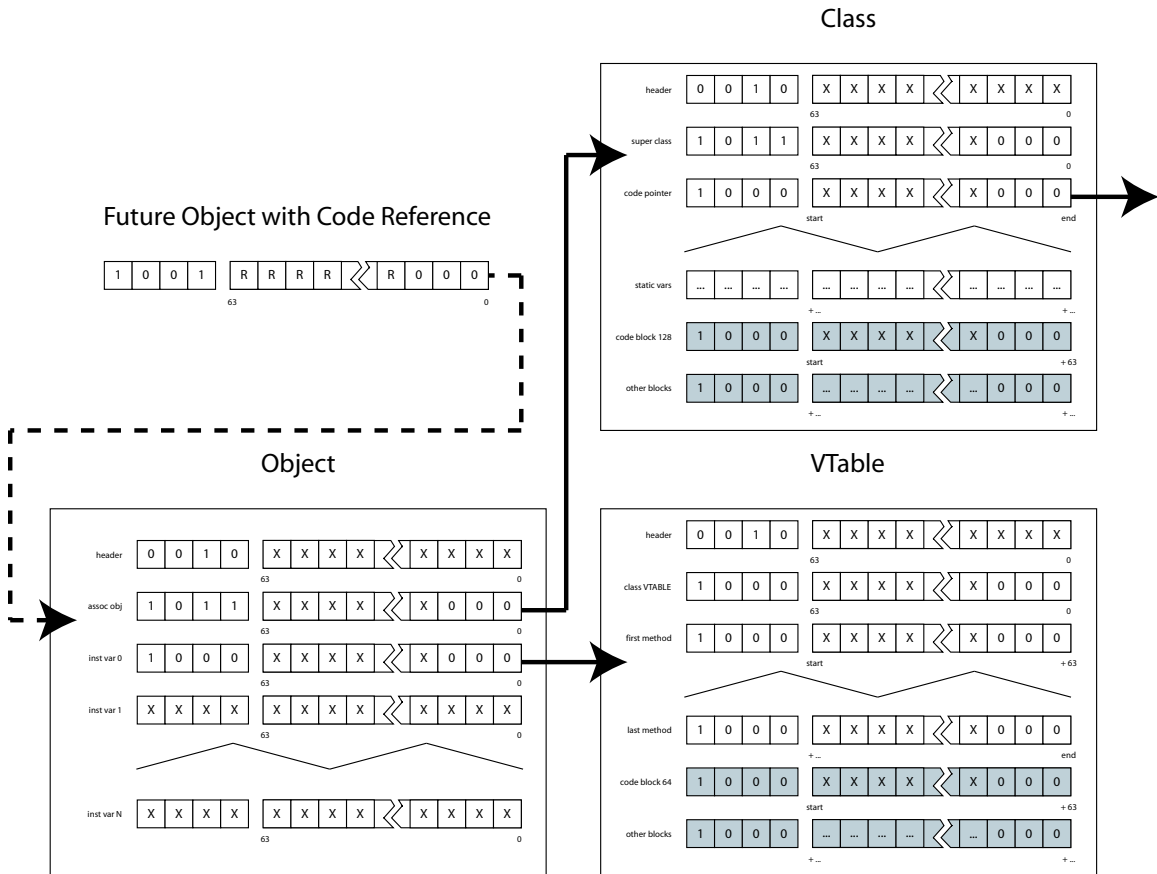 Class
header 0 0 1 0 X X X X X X X X
63 0
super class 1 0 1 1 X X X X X 0 0 0
63 0
code pointer 1 0 0 0 X X X X X 0 0 0
start end
static vars ... ... ... ... ... ... ... ... ... ... ... ...
+ ... + ...
code block 128 1 0 0 0 X X X X X 0 0 0
start + 63
other blocks 1 0 0 0 ... ... ... ... ... 0 0 0
+ ... + ...
Future Object with Code Reference
1 0 0 1 R R R R R 0 0 0
63 0
Object
header 0 0 1 0 X X X X X X X X
63 0
assoc obj 1 0 1 1 X X X X X 0 0 0
63 0
inst var 0 1 0 0 0 X X X X X 0 0 0
63 0
inst var 1 X X X X X X X X X X X X
63 0
inst var N X X X X X X X X X X X X
63 0
VTable
header 0 0 1 0 X X X X X X X X
63 0
class VTABLE 1 0 0 0 X X X X X 0 0 0
63 0
first method 1 0 0 0 X X X X X 0 0 0
start + 63
last method 1 0 0 0 X X X X X 0 0 0
+ ... end
code block 64 1 0 0 0 X X X X X 0 0 0
start + 63
other blocks 1 0 0 0 ... ... ... ... ... 0 0 0
+ ... + ...